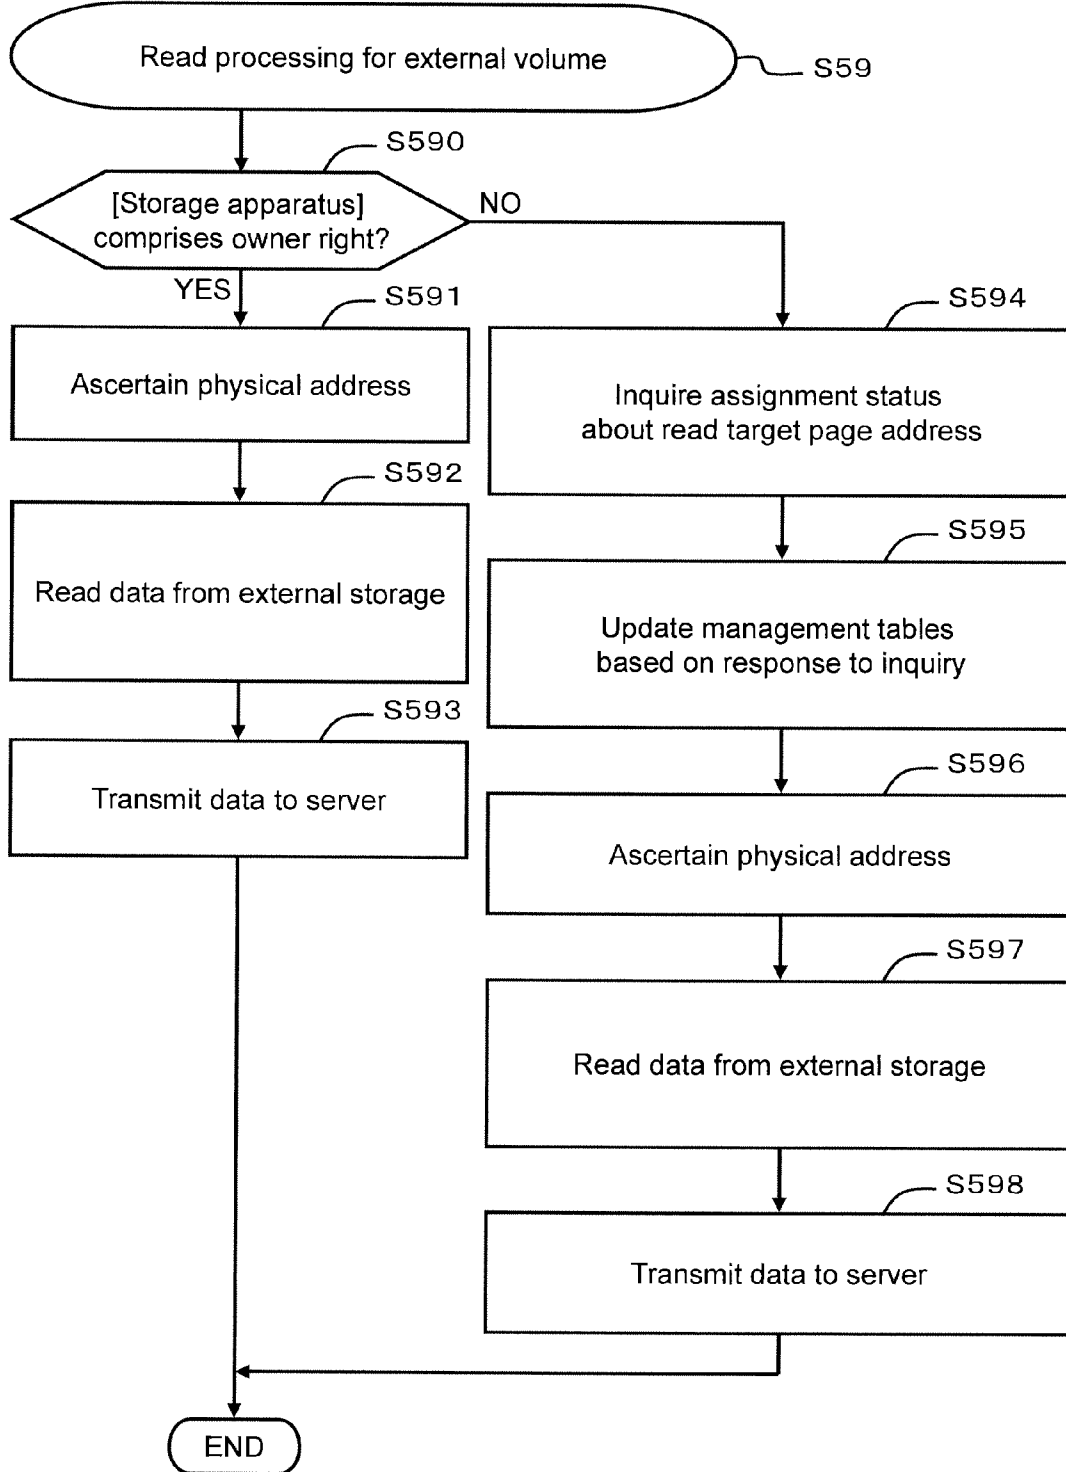 Read processing for external volume
S59
S590
[Storage apparatus]
comprises owner right?
NO
YES
S591
Ascertain physical address
S592
Read data from external storage
S593
Transmit data to server
S594
Inquire assignment status
about read target page address
S595
Update management tables
based on response to inquiry
S596
Ascertain physical address
S597
Read data from external storage
S598
Transmit data to server
END